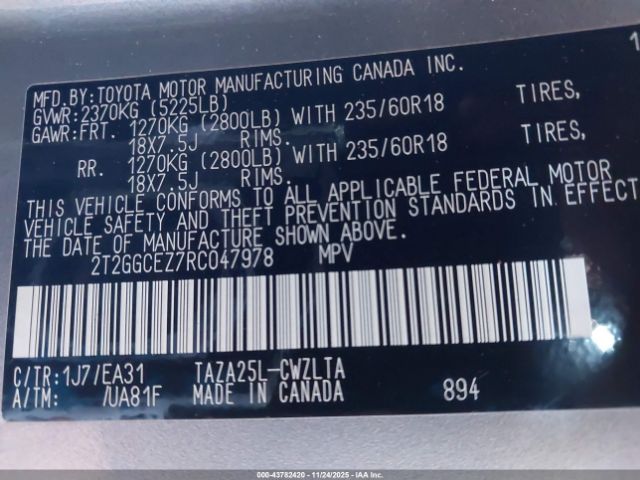 1
MFD.BY:TOYOTA MOTOR MANUFACTURING CANADA INC.
GVWR:2370KG (5225LB)
GAWR:FRT. 1270KG (2800LB) WITH 235/60R18 TIRES,
18X7.5J RIMS.
RR. 1270KG (2800LB) WITH 235/60R18 TIRES,
18X7.5J RIMS.
THIS VEHICLE CONFORMS TO ALL APPLICABLE FEDERAL MOTOR
VEHICLE SAFETY AND THEFT PREVENTION STANDARDS IN EFFECT
THE DATE OF MANUFACTURE SHOWN ABOVE.
2T2GGCEZ7RC047978 MPV
C/TR:1J7/EA31 TAZA25L-CWZLTA
A/TM: /UA81F MADE IN CANADA 894
000-43782420 - 11/24/2025 - IAAI.com